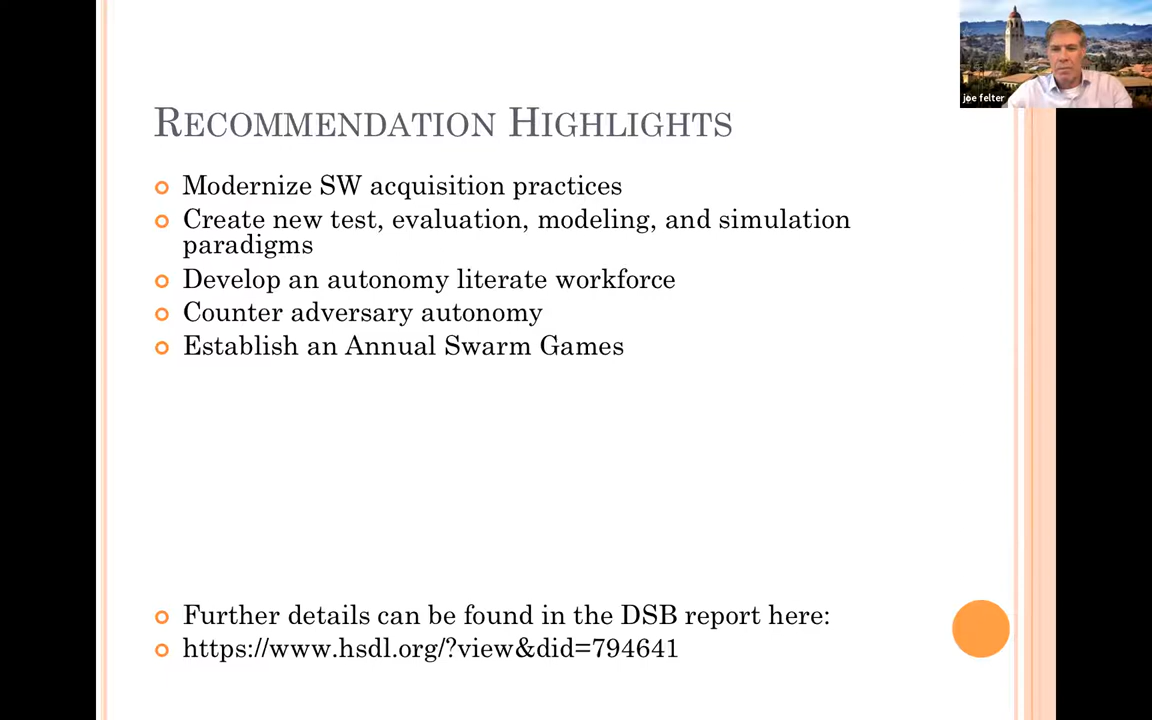 joe felter
RECOMMENDATION HIGHLIGHTS
Modernize SW acquisition practices
Create new test, evaluation, modeling, and simulation
paradigms
Develop an autonomy literate workforce
Counter adversary autonomy
Establish an Annual Swarm Games
Further details can be found in the DSB report here:
https://www.hsdl.org/?view&did=794641